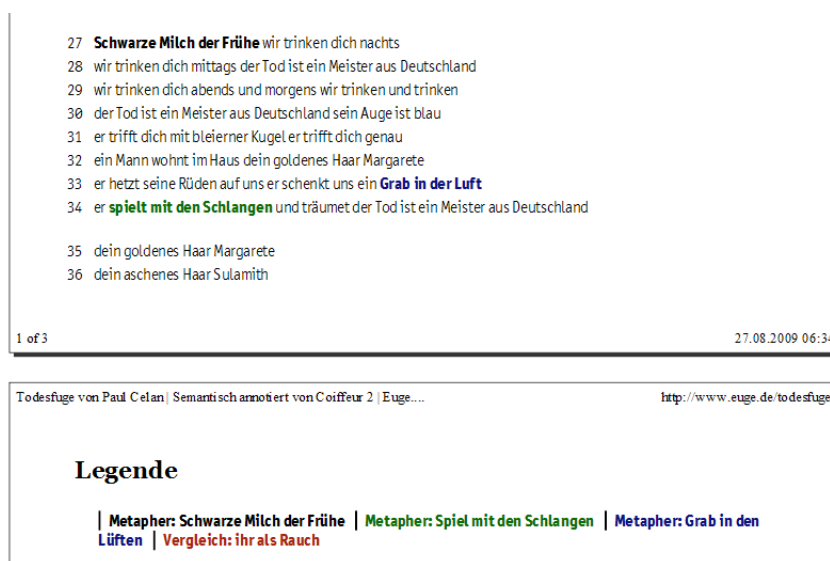 27 Schwarze Milch der Frühe wir trinken dich nachts
28 wir trinken dich mittags der Tod ist ein Meister aus Deutschland
29 wir trinken dich abends und morgens wir trinken und trinken
30 der Tod ist ein Meister aus Deutschland sein Auge ist blau
31 er trifft dich mit bleierner Kugel er trifft dich genau
32 ein Mann wohnt im Haus dein goldenes Haar Margarete
33 er hetzt seine Rüden auf uns er schenkt uns ein Grab in der Luft
34 er spielt mit den Schlangen und träumet der Tod ist ein Meister aus Deutschland
35 dein goldenes Haar Margarete
36 dein aschenes Haar Sulamith
1 of 3 27.08.2009 06:34
Todesfuge von Paul Celan | Semantisch annotiert von Coiffeur 2 | Euge.... http://www.euge.de/todesfuge
Legende
| Metapher: Schwarze Milch der Frühe | Metapher: Spiel mit den Schlangen | Metapher: Grab in den
Lüften | Vergleich: ihr als Rauch